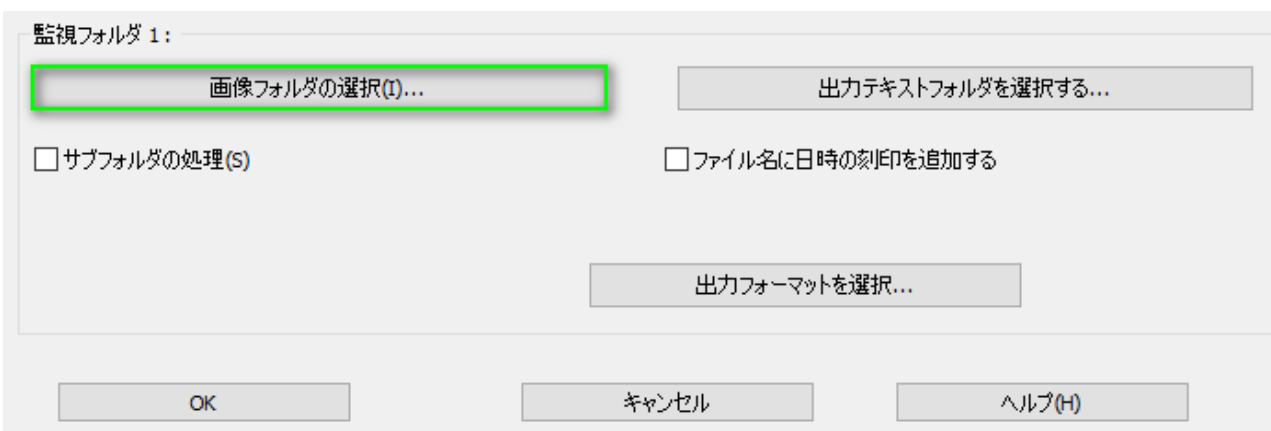 監視フォルダ 1:
画像フォルダの選択(I)...
出力テキストフォルダを選択する...
サブフォルダの処理(S)
ファイル名に日時の刻印を追加する
出力フォーマットを選択...
OK
キャンセル
ヘルプ(H)